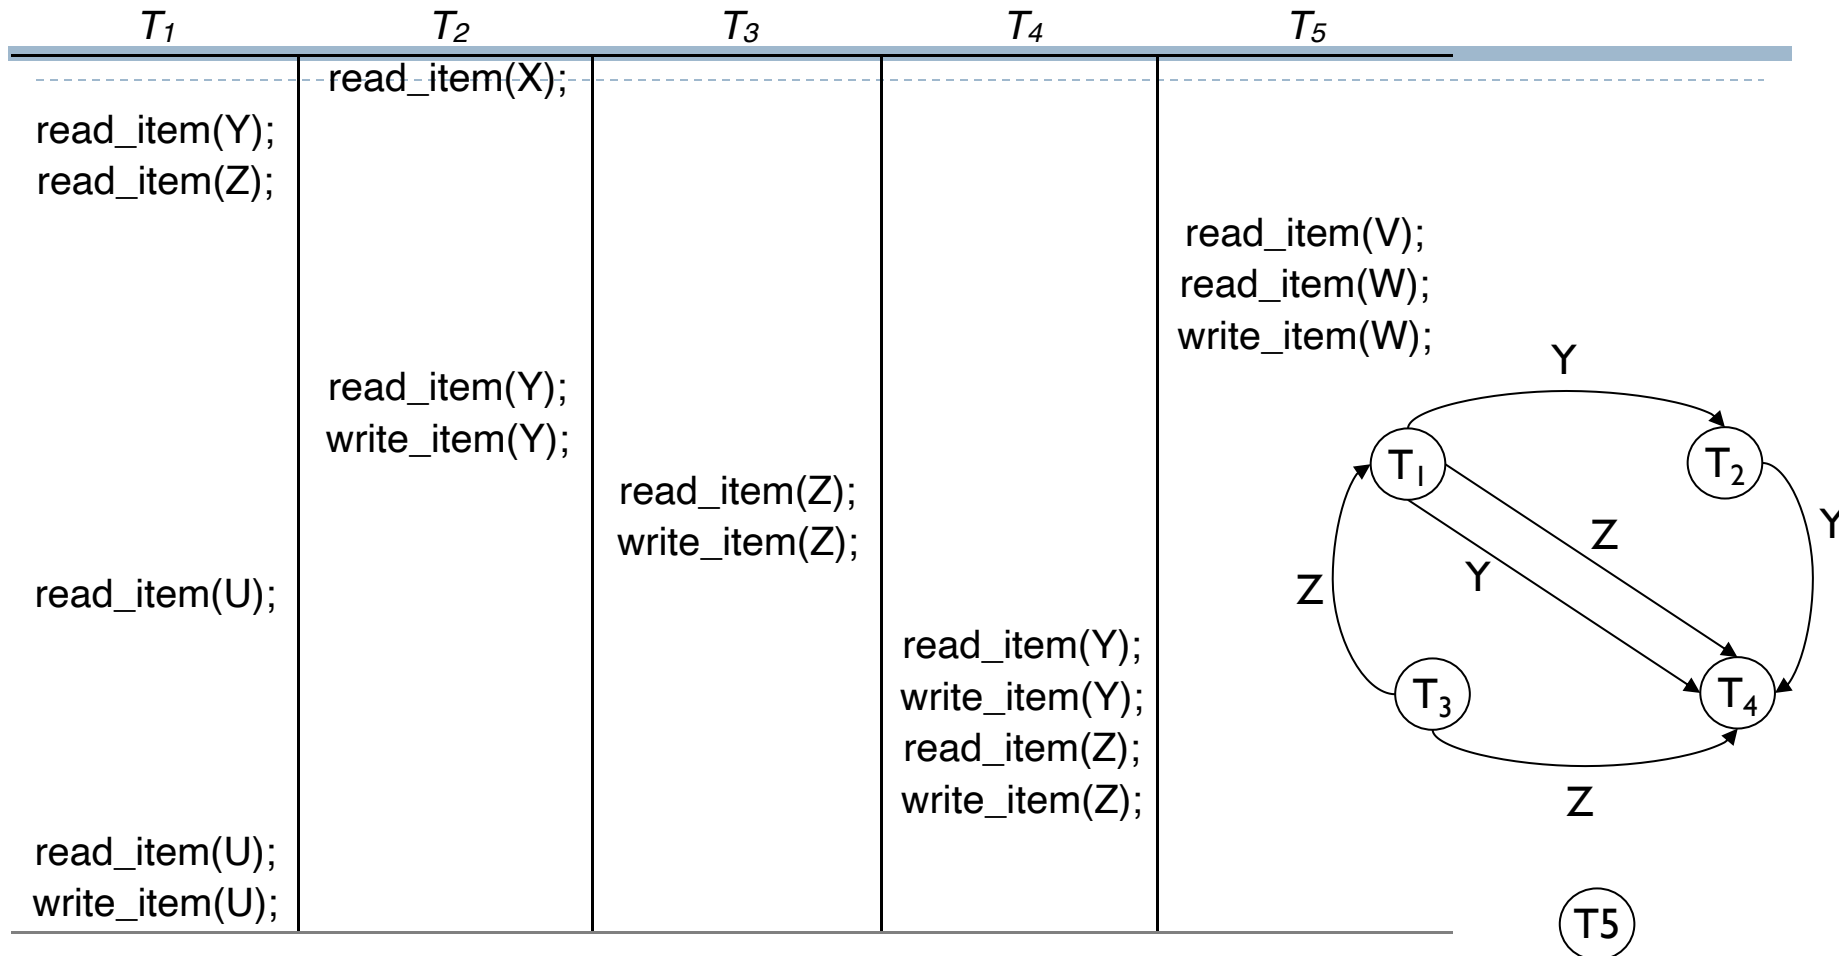 T1 T2 T3 T4 T5
read_item(X);
read_item(Y);
read_item(Z);
read_item(V);
read_item(W);
write_item(W);
read_item(Y);
write_item(Y);
read_item(Z);
write_item(Z);
read_item(U);
read_item(Y);
write_item(Y);
read_item(Z);
write_item(Z);
read_item(U);
write_item(U);
Y
T1 T2
Y
Z
Y
Z
T3 T4
Z
T5